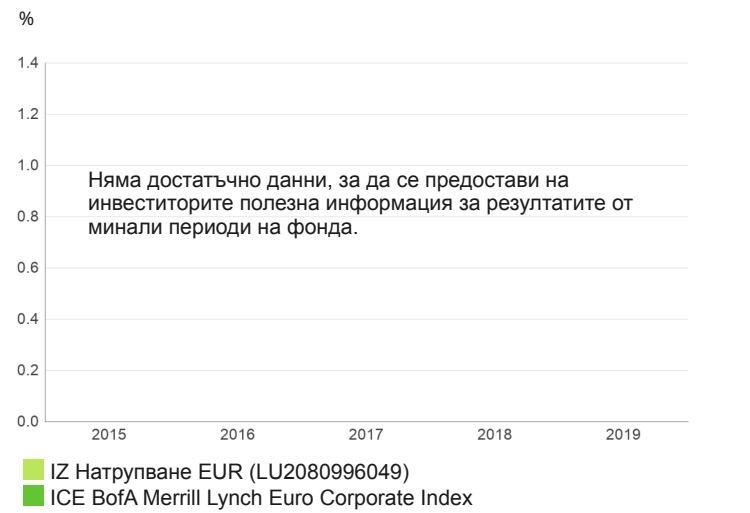 %
1.4
1.2
1.0
Няма достатъчно данни, за да се предостави на
инвеститорите полезна информация за резултатите от
минали периоди на фонда.
0.8
0.6
0.4
0.2
0.0
2015 2016 2017 2018 2019
IZ Натрупване EUR (LU2080996049)
ICE BofA Merrill Lynch Euro Corporate Index